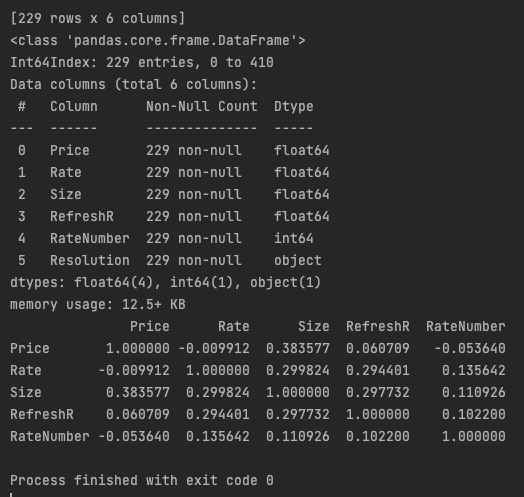 [229 rows x 6 columns]
<class 'pandas.core.frame.DataFrame'>
Int64Index: 229 entries, 0 to 410
Data columns (total 6 columns):
 #   Column      Non-Null Count  Dtype
---  ------      --------------  -----
 0   Price       229 non-null    float64
 1   Rate        229 non-null    float64
 2   Size        229 non-null    float64
 3   RefreshR    229 non-null    float64
 4   RateNumber  229 non-null    int64
 5   Resolution  229 non-null    object
dtypes: float64(4), int64(1), object(1)
memory usage: 12.5+ KB
               Price      Rate      Size  RefreshR  RateNumber
Price       1.000000 -0.009912  0.383577  0.060709   -0.053640
Rate       -0.009912  1.000000  0.299824  0.294401    0.135642
Size        0.383577  0.299824  1.000000  0.297732    0.110926
RefreshR    0.060709  0.294401  0.297732  1.000000    0.102200
RateNumber -0.053640  0.135642  0.110926  0.102200    1.000000
Process finished with exit code 0